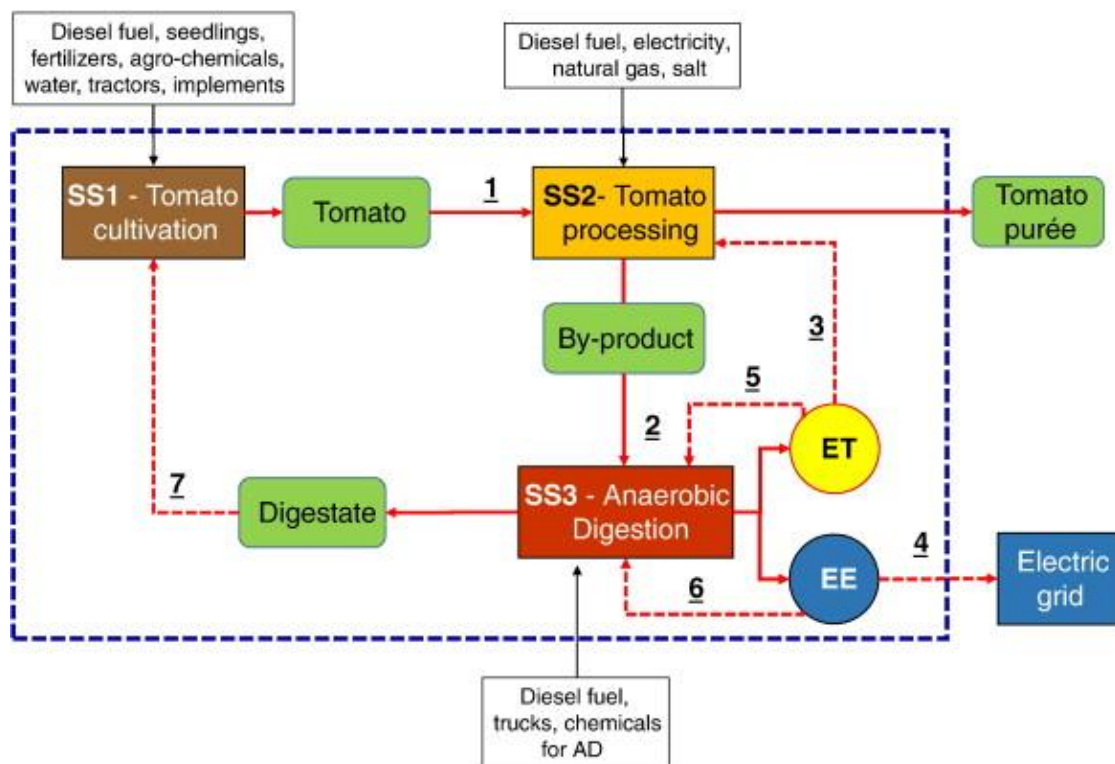 Diesel fuel, seedlings,
fertilizers, agro-chemicals,
water, tractors, implements
Diesel fuel, electricity,
natural gas, salt
SS1 - Tomato
cultivation
Tomato
1
SS2- Tomato
processing
Tomato
purée
By-product
3
5
2
ET
7
Digestate
SS3 - Anaerobic
Digestion
EE
4
Electric
grid
6
Diesel fuel,
trucks, chemicals
for AD